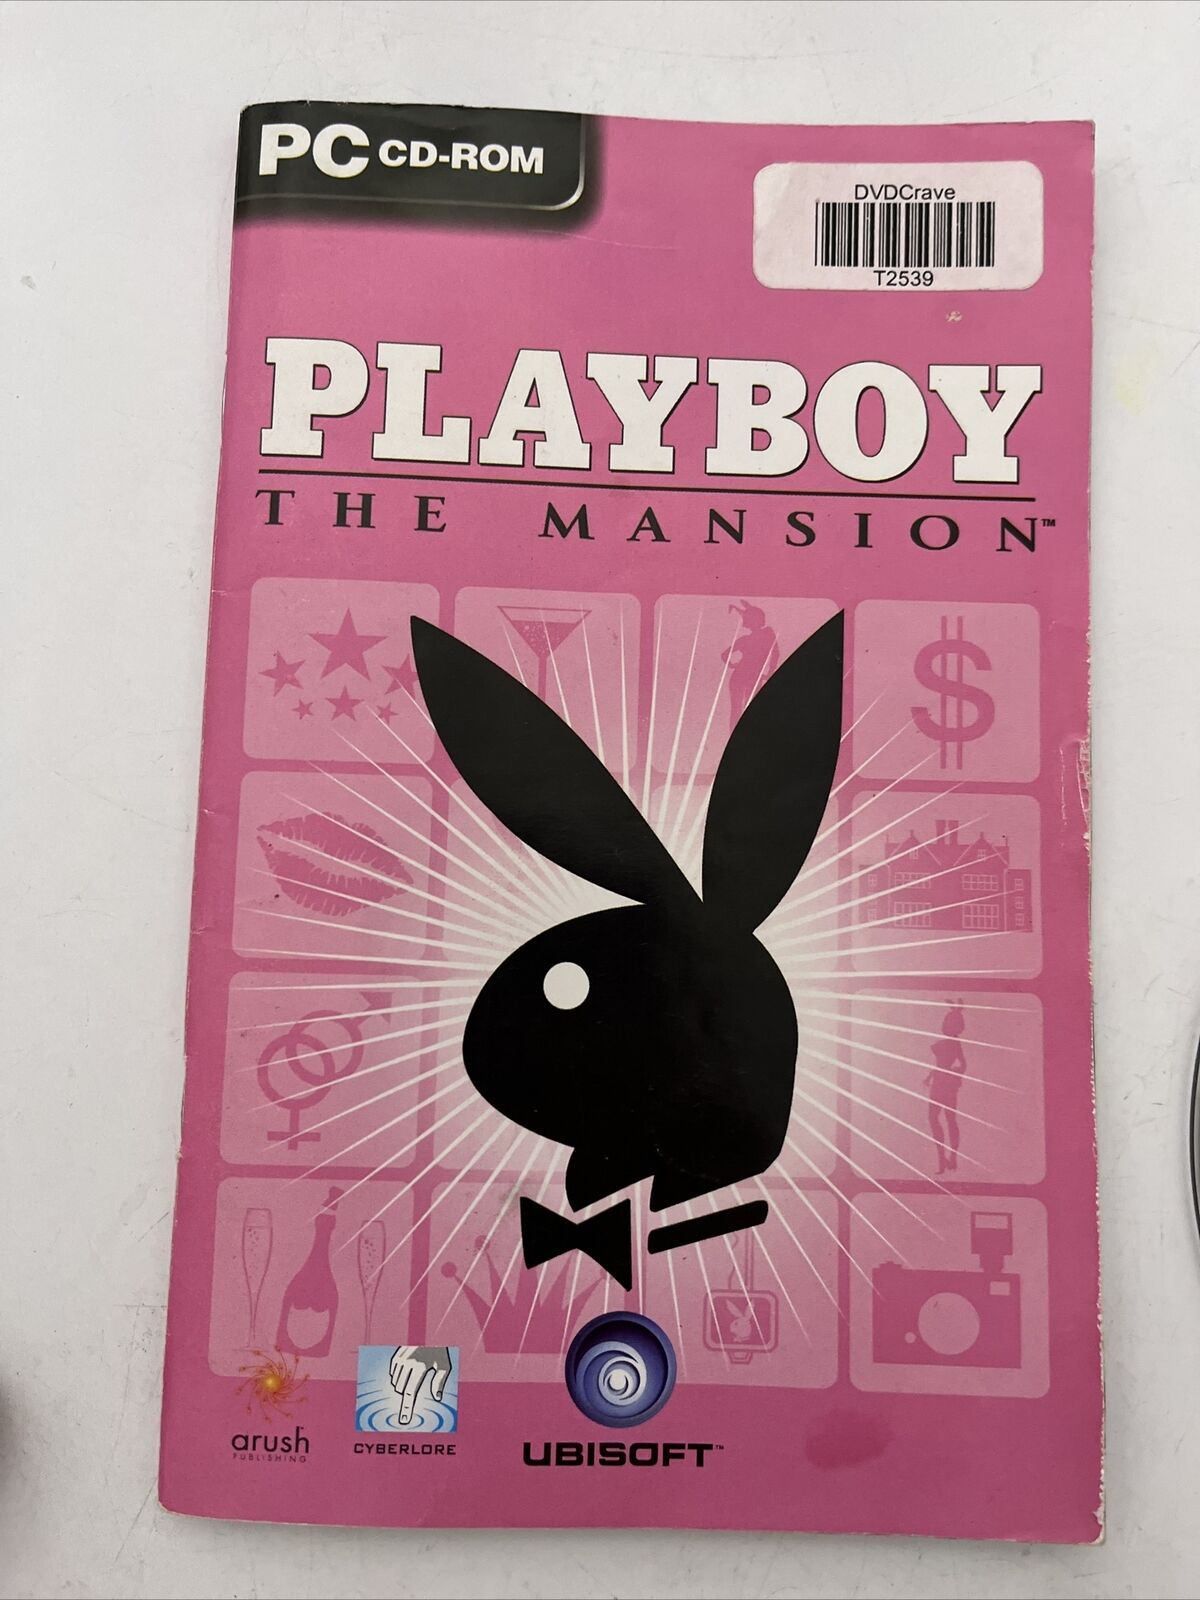 PC CD-ROM
DVDCrave
T2539
PLAYBOY
THE MANSION™
$
arush
PUBLISHING
CYBERLORE
UBISOFT™